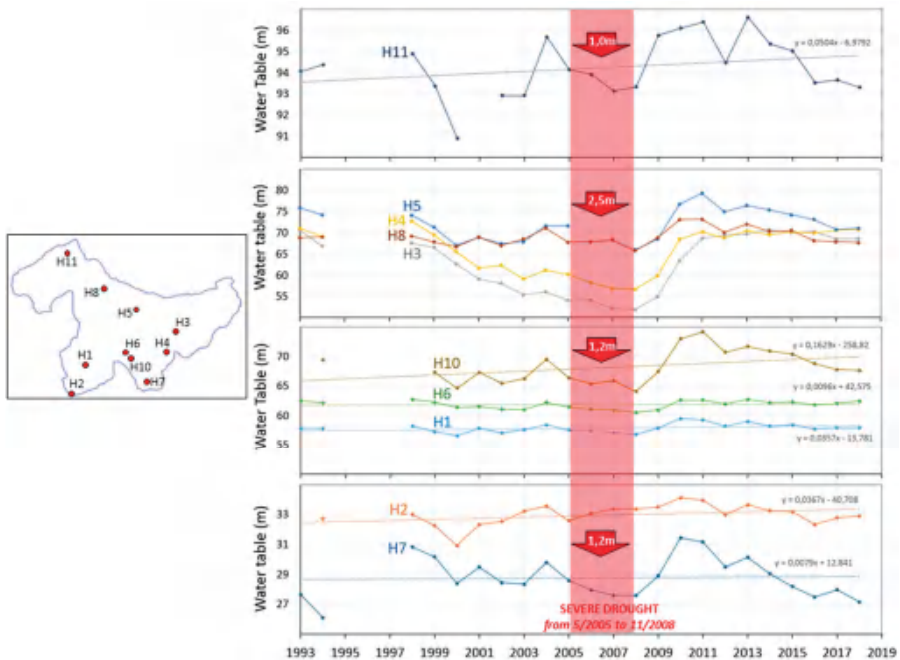 Water Table (m)
96
95
94
93
92
91
H11
1,0m
y = 0,0504x - 6,9792
Water table (m)
80
75
70
65
60
55
H5
H4
H8
H3
2,5m
Water Table (m)
70
65
60
55
H10
H6
H1
1,2m
y = 0,1629x - 258,82
y = 0,0096x + 42,575
y = 0,0357x - 13,781
Water table (m)
33
31
29
27
H2
H7
1,2m
y = 0,0367x - 40,708
y = 0,0079x + 12,841
SEVERE DROUGHT
from 5/2005 to 11/2008
1993 1995 1997 1999 2001 2003 2005 2007 2009 2011 2013 2015 2017 2019
H11
H8
H5
H3
H6
H4
H1
H10
H2
H7